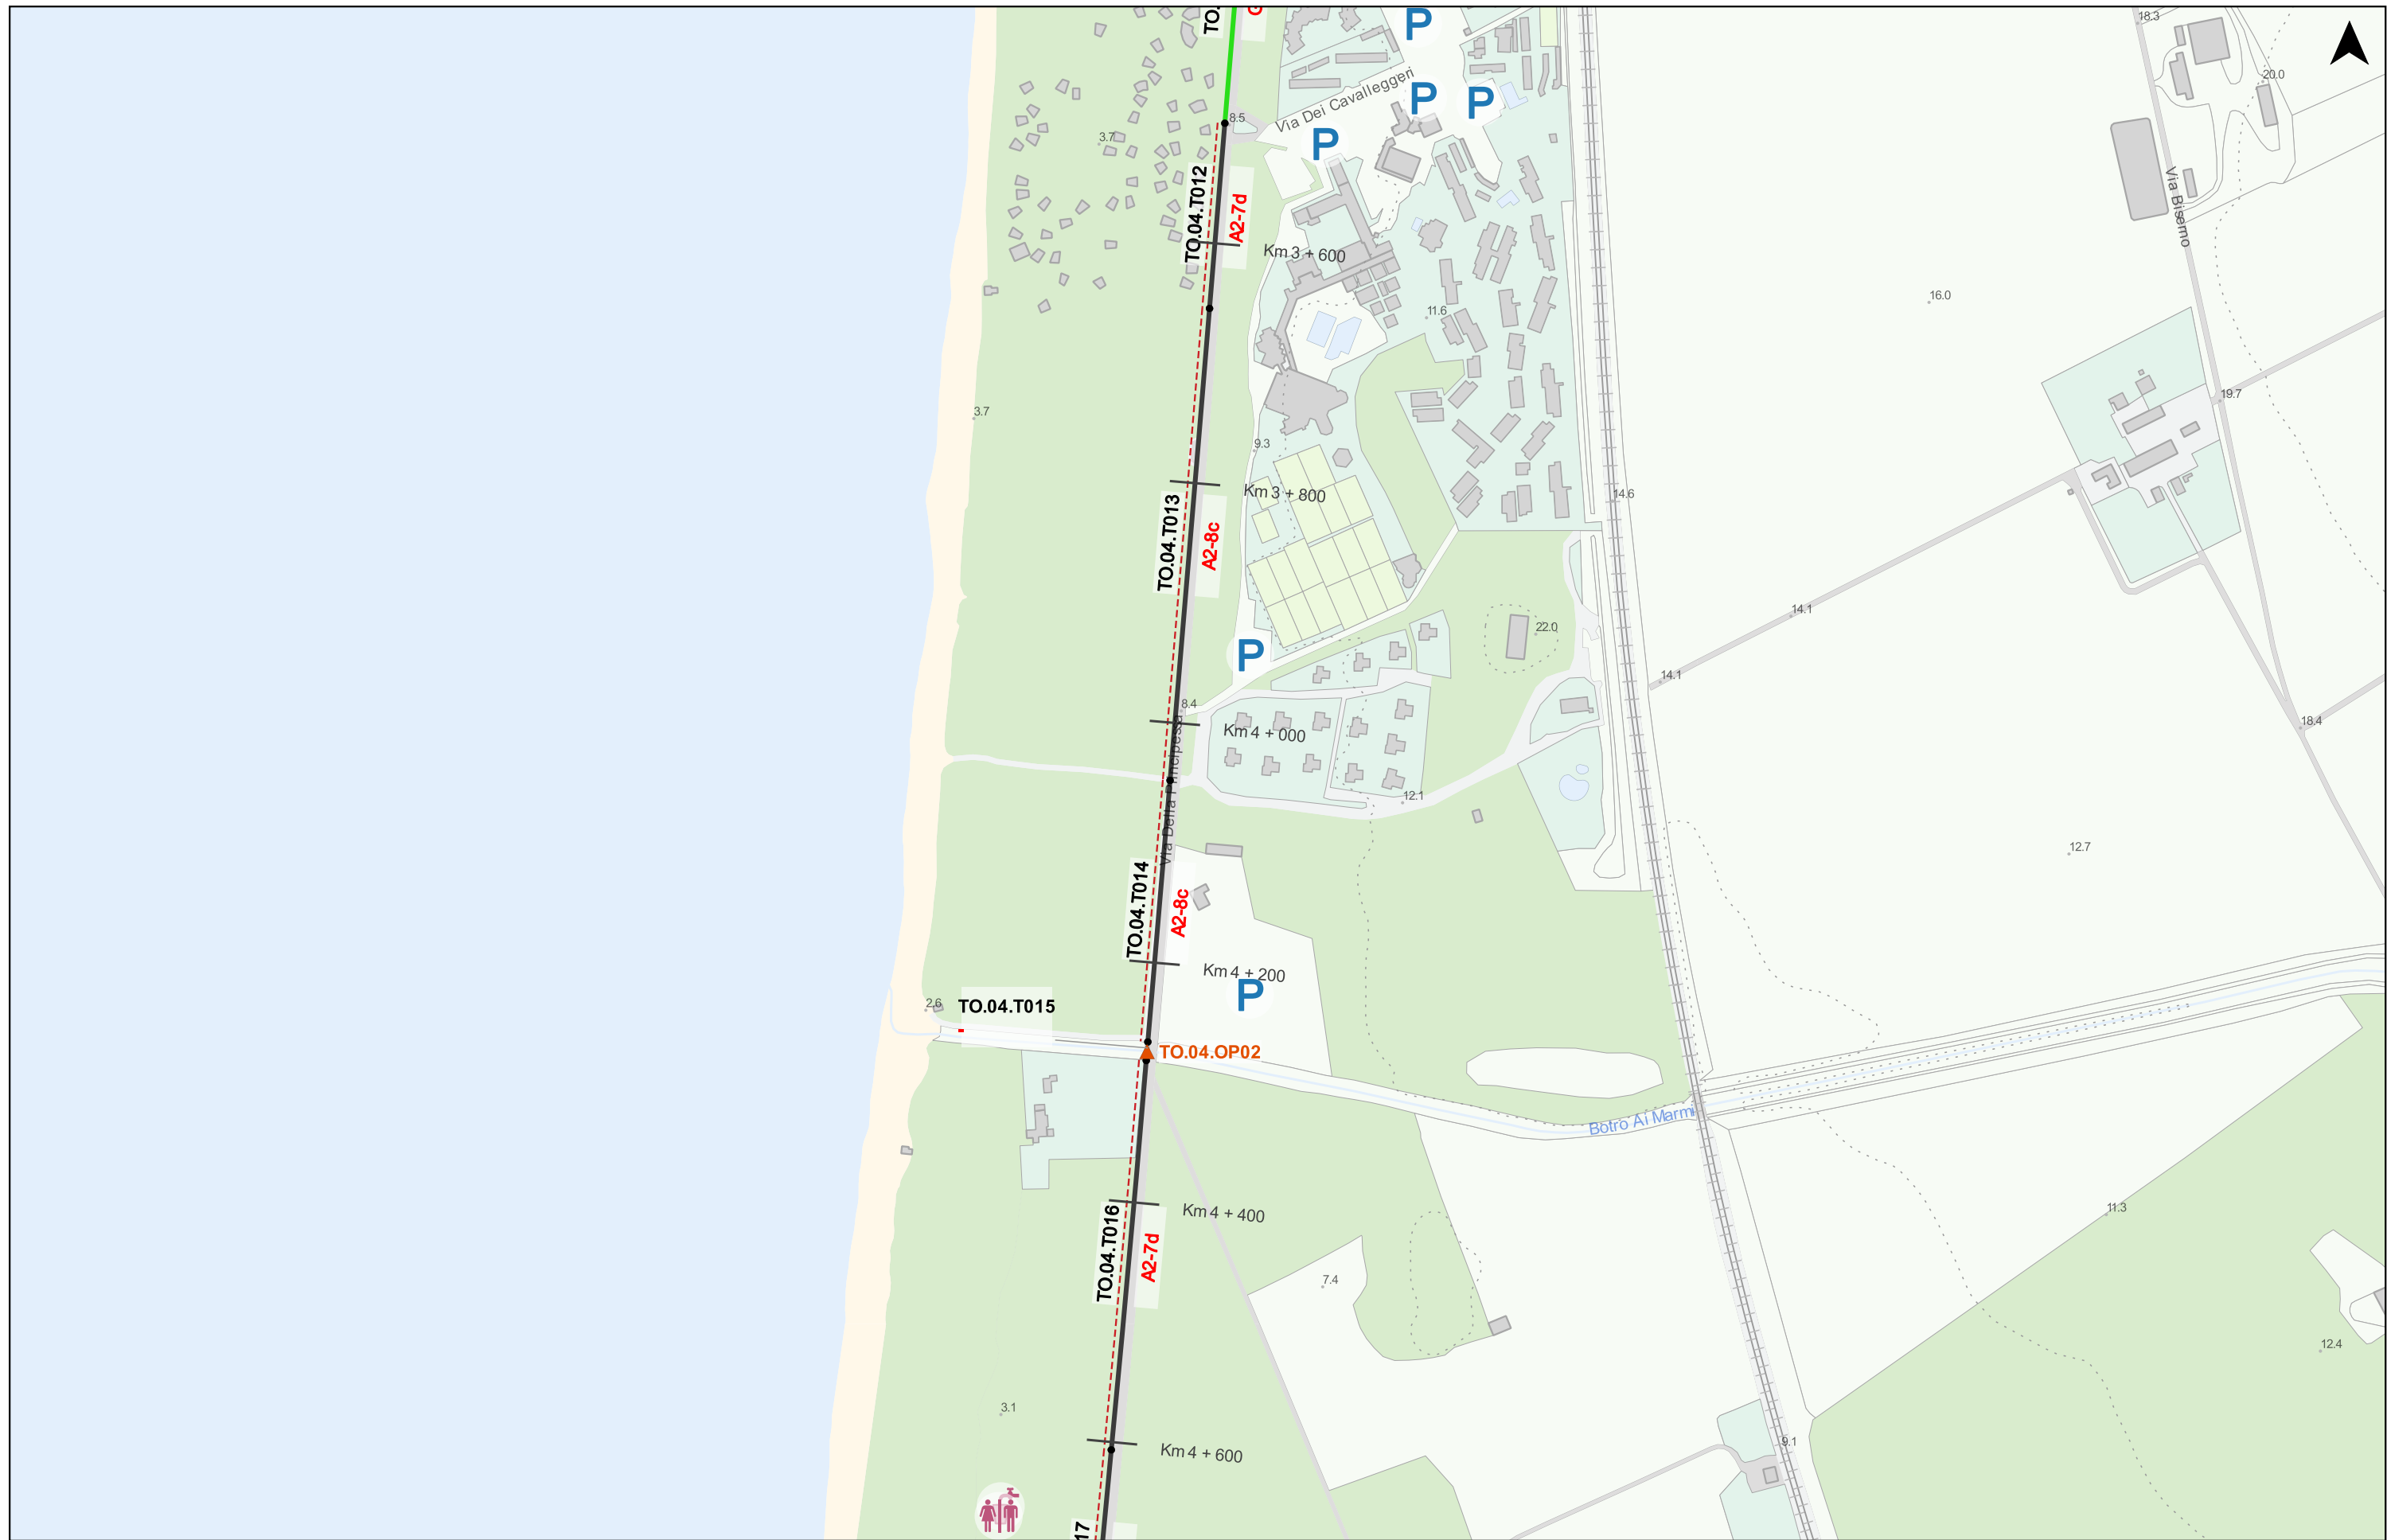 TO.
G
P
18.3
20.0
Via Dei Cavalleggeri
P
P
P
8.5
3.7
TO.04.T012
A2-7d
Km 3 + 600
Via Biserno
16.0
11.6
3.7
19.7
9.3
Km 3 + 800
14.6
TO.04.T013
A2-8c
14.1
22.0
P
14.1
8.4
Km 4 + 000
18.4
Via Della Principessa
12.1
12.7
TO.04.T014
A2-8c
Km 4 + 200
P
2.6
TO.04.T015
TO.04.OP02
Botro Ai Marmi
Km 4 + 400
11.3
TO.04.T016
A2-7d
7.4
12.4
3.1
9.1
Km 4 + 600
17